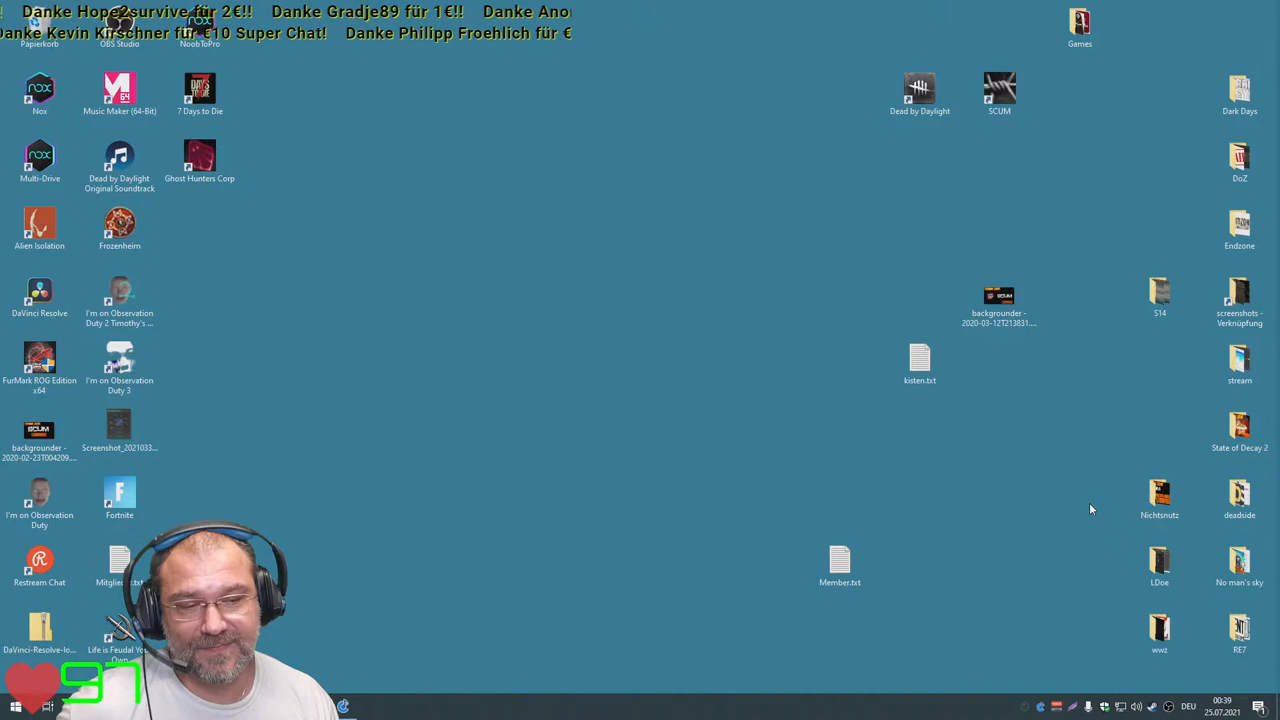 !   Danke Hope2survive für 2€!!   Danke Gradje89 für 1€!!   Danke Ano
Danke Kevin Kirschner für €10 Super Chat!   Danke Philipp Froehlich für €
Papierkorb
OBS Studio
NoobToPro
Games
Nox
Music Maker (64-Bit)
7 Days to Die
Dead by Daylight
SCUM
Dark Days
Multi-Drive
Dead by Daylight
Original Soundtrack
Ghost Hunters Corp
DoZ
Alien Isolation
Frozenheim
Endzone
DaVinci Resolve
I'm on Observation
Duty 2 Timothy's ...
backgrounder -
2020-03-12T213831....
S14
screenshots -
Verknüpfung
FurMark ROG Edition
x64
I'm on Observation
Duty 3
kisten.txt
stream
backgrounder -
2020-02-23T004209....
Screenshot_2021033...
State of Decay 2
I'm on Observation
Duty
Fortnite
Nichtsnutz
deadside
Restream Chat
Member.txt
LDoe
No man's sky
DaVinci-Resolve-lo...
Life is Feudal
Own
wwz
RE7
97
DEU
00:39
25.07.2021